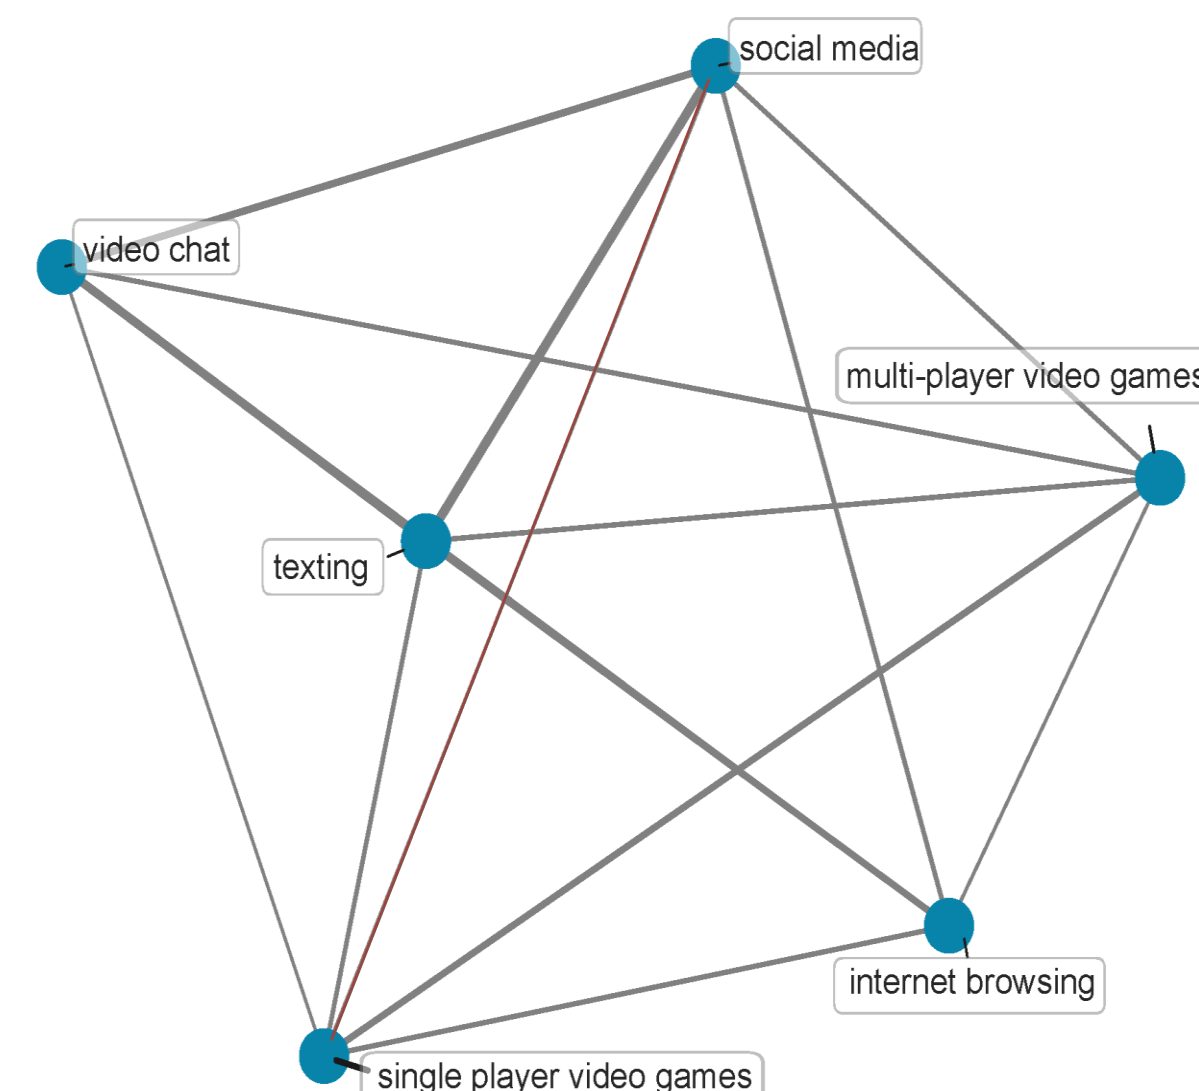 social media
video chat
multi-player video games
texting
internet browsing
single player video games